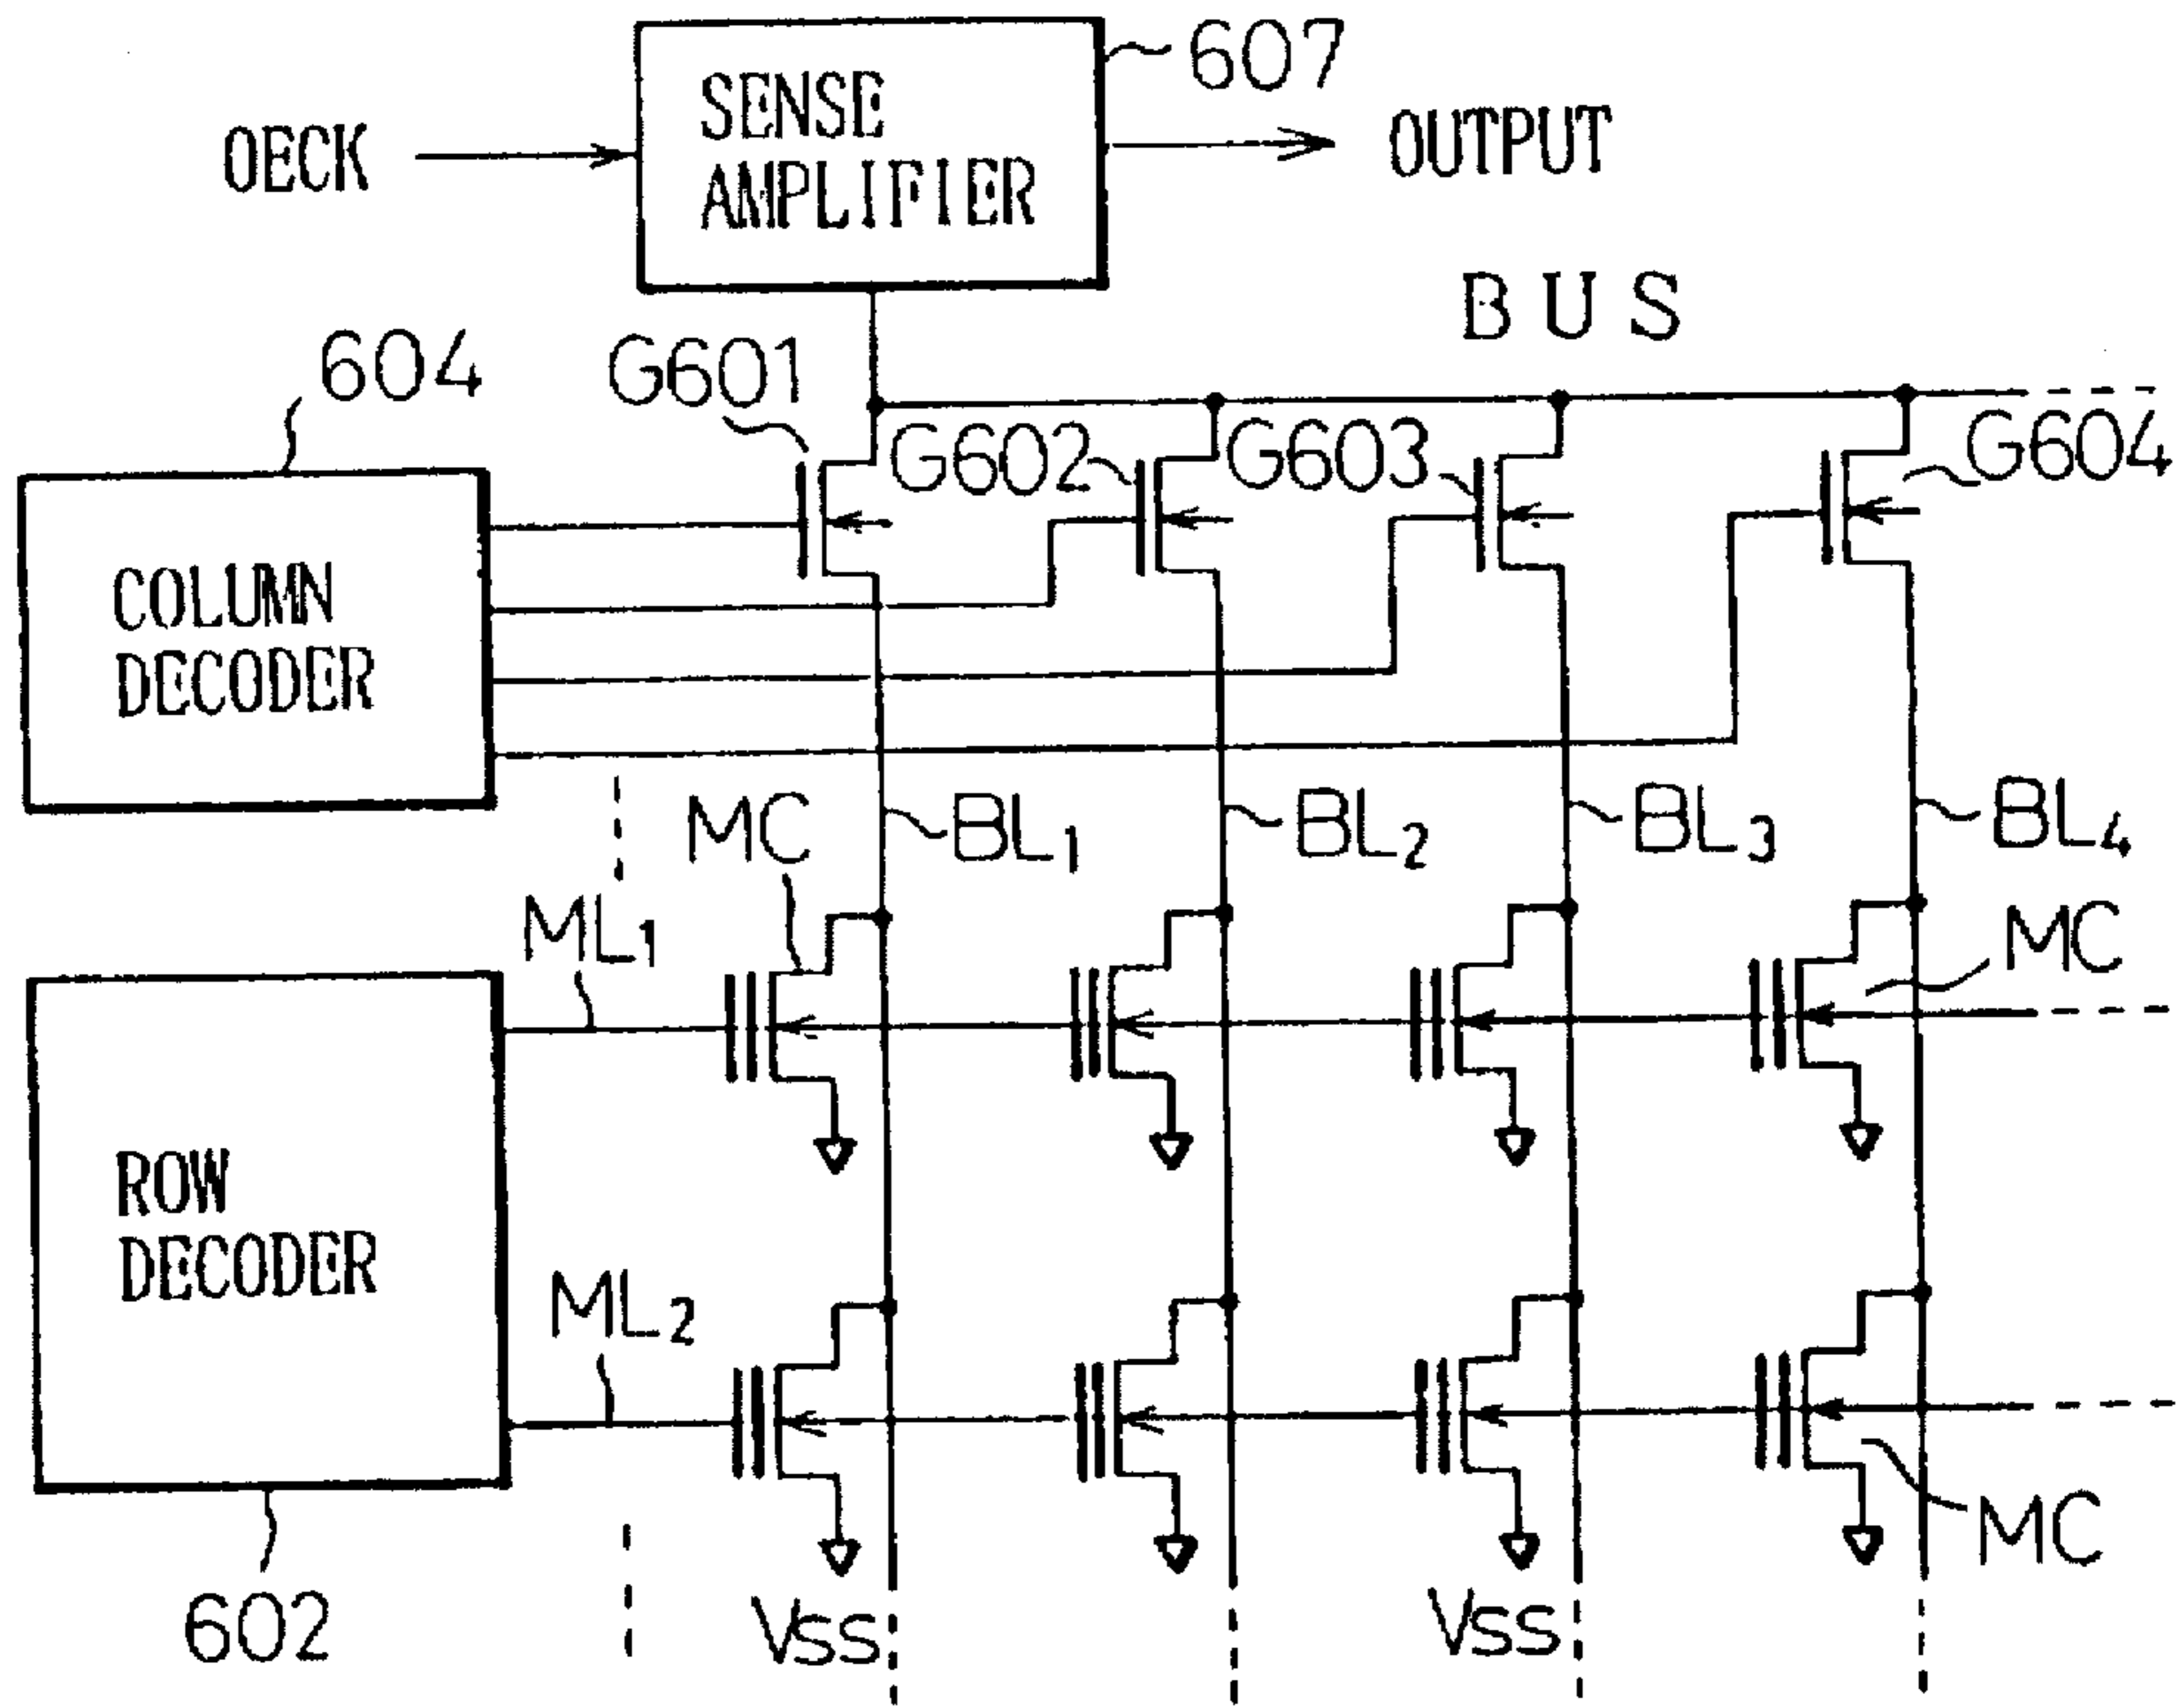 607
SENSE
AMPLIFIER
OECK
OUTPUT
BUS
604
G601
G602
G603
G604
COLUMN
DECODER
MC
BL1
BL2
BL3
BL4
ML1
MC
ROW
DECODER
ML2
MC
602
VSS
VSS